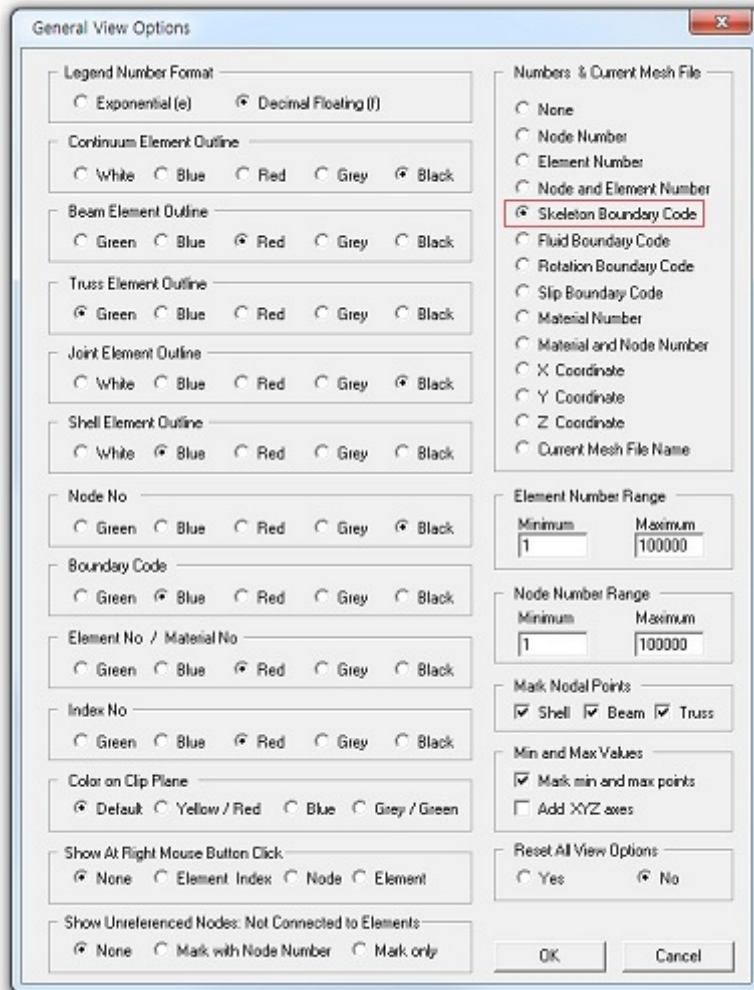 General View Options
Legend Number Format
Exponential (e) Decimal Floating (f)
Continuum Element Outline
White Blue Red Grey Black
Beam Element Outline
Green Blue Red Grey Black
Truss Element Outline
Green Blue Red Grey Black
Joint Element Outline
White Blue Red Grey Black
Shell Element Outline
White Blue Red Grey Black
Node No
Green Blue Red Grey Black
Boundary Code
Green Blue Red Grey Black
Element No / Material No
Green Blue Red Grey Black
Index No
Green Blue Red Grey Black
Color on Clip Plane
Default Yellow / Red Blue Grey / Green
Show At Right Mouse Button Click
None Element Index Node Element
Show Unreferenced Nodes: Not Connected to Elements
None Mark with Node Number Mark only
Numbers & Current Mesh File
None
Node Number
Element Number
Node and Element Number
Skeleton Boundary Code
Fluid Boundary Code
Rotation Boundary Code
Slip Boundary Code
Material Number
Material and Node Number
X Coordinate
Y Coordinate
Z Coordinate
Current Mesh File Name
Element Number Range
Minimum Maximum
1 100000
Node Number Range
Minimum Maximum
1 100000
Mark Nodal Points
Shell Beam Truss
Min and Max Values
Mark min and max points
Add XYZ axes
Reset All View Options
Yes No
OK Cancel